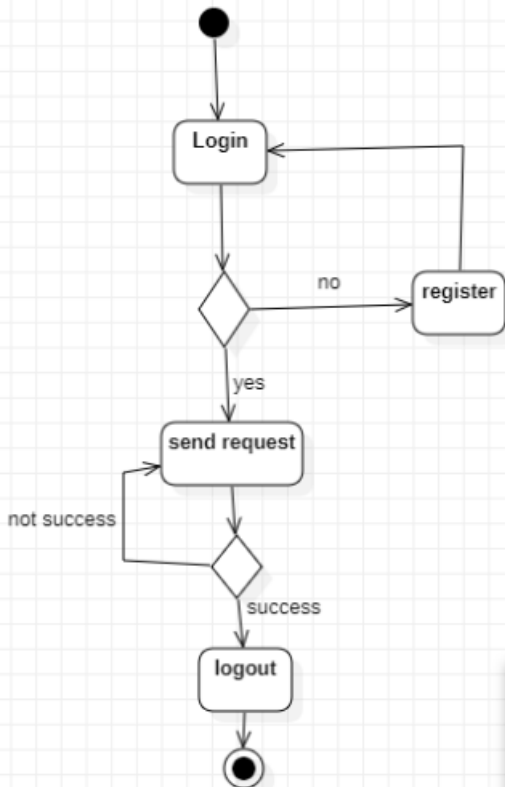 Login
no
register
yes
send request
not success
success
logout